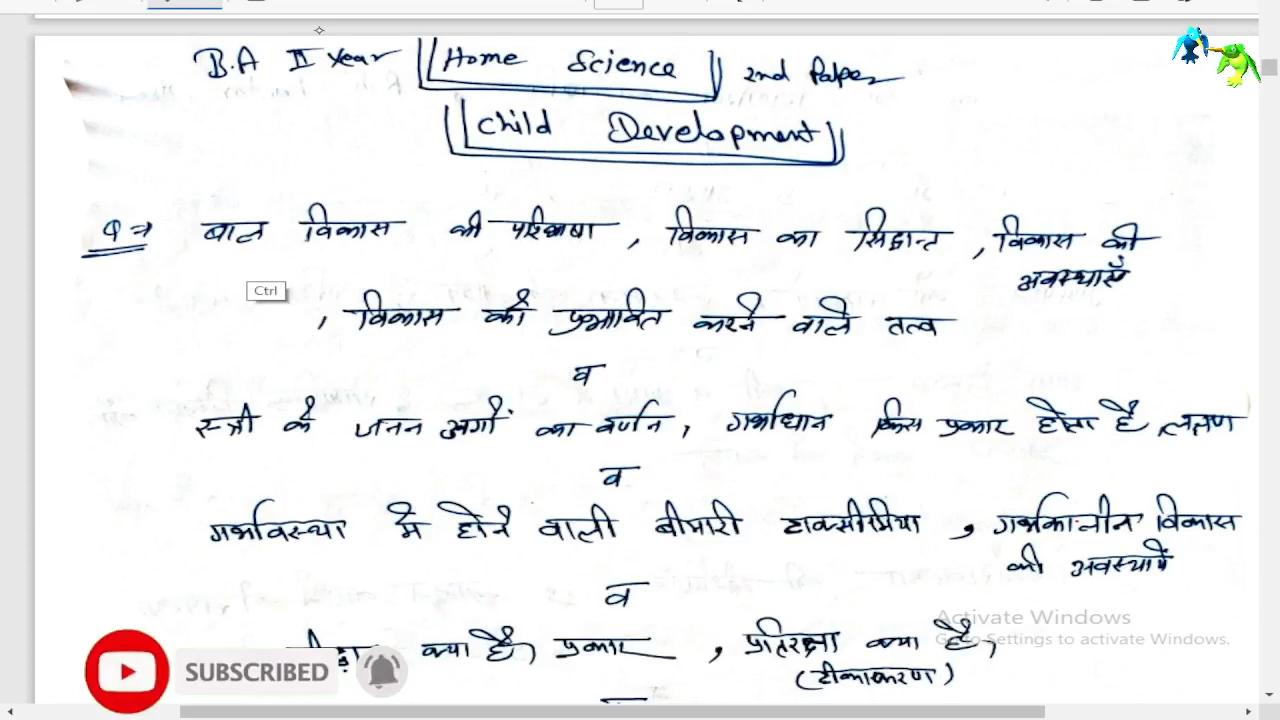 B.A II Year Home Science 2nd Paper
Child Development
Q⇒ बाल विकास की परिभाषा, विकास का सिद्धान्त, विकास की
अवस्थाएँ
Ctrl
, विकास को प्रभावित करने वाले तत्व
व
स्त्री के जनन अंगों का वर्णन, गर्भाधान किस प्रकार होता है लक्षण
व
गर्भावस्था में होने वाली बीमारी टाक्सीमिया, गर्भकालीन विकास
की अवस्थायें
व
Activate Windows
Go to Settings to activate Windows.
क्या है, प्रकार, प्रतिरक्षा क्या है,
(टीकाकरण)
SUBSCRIBED